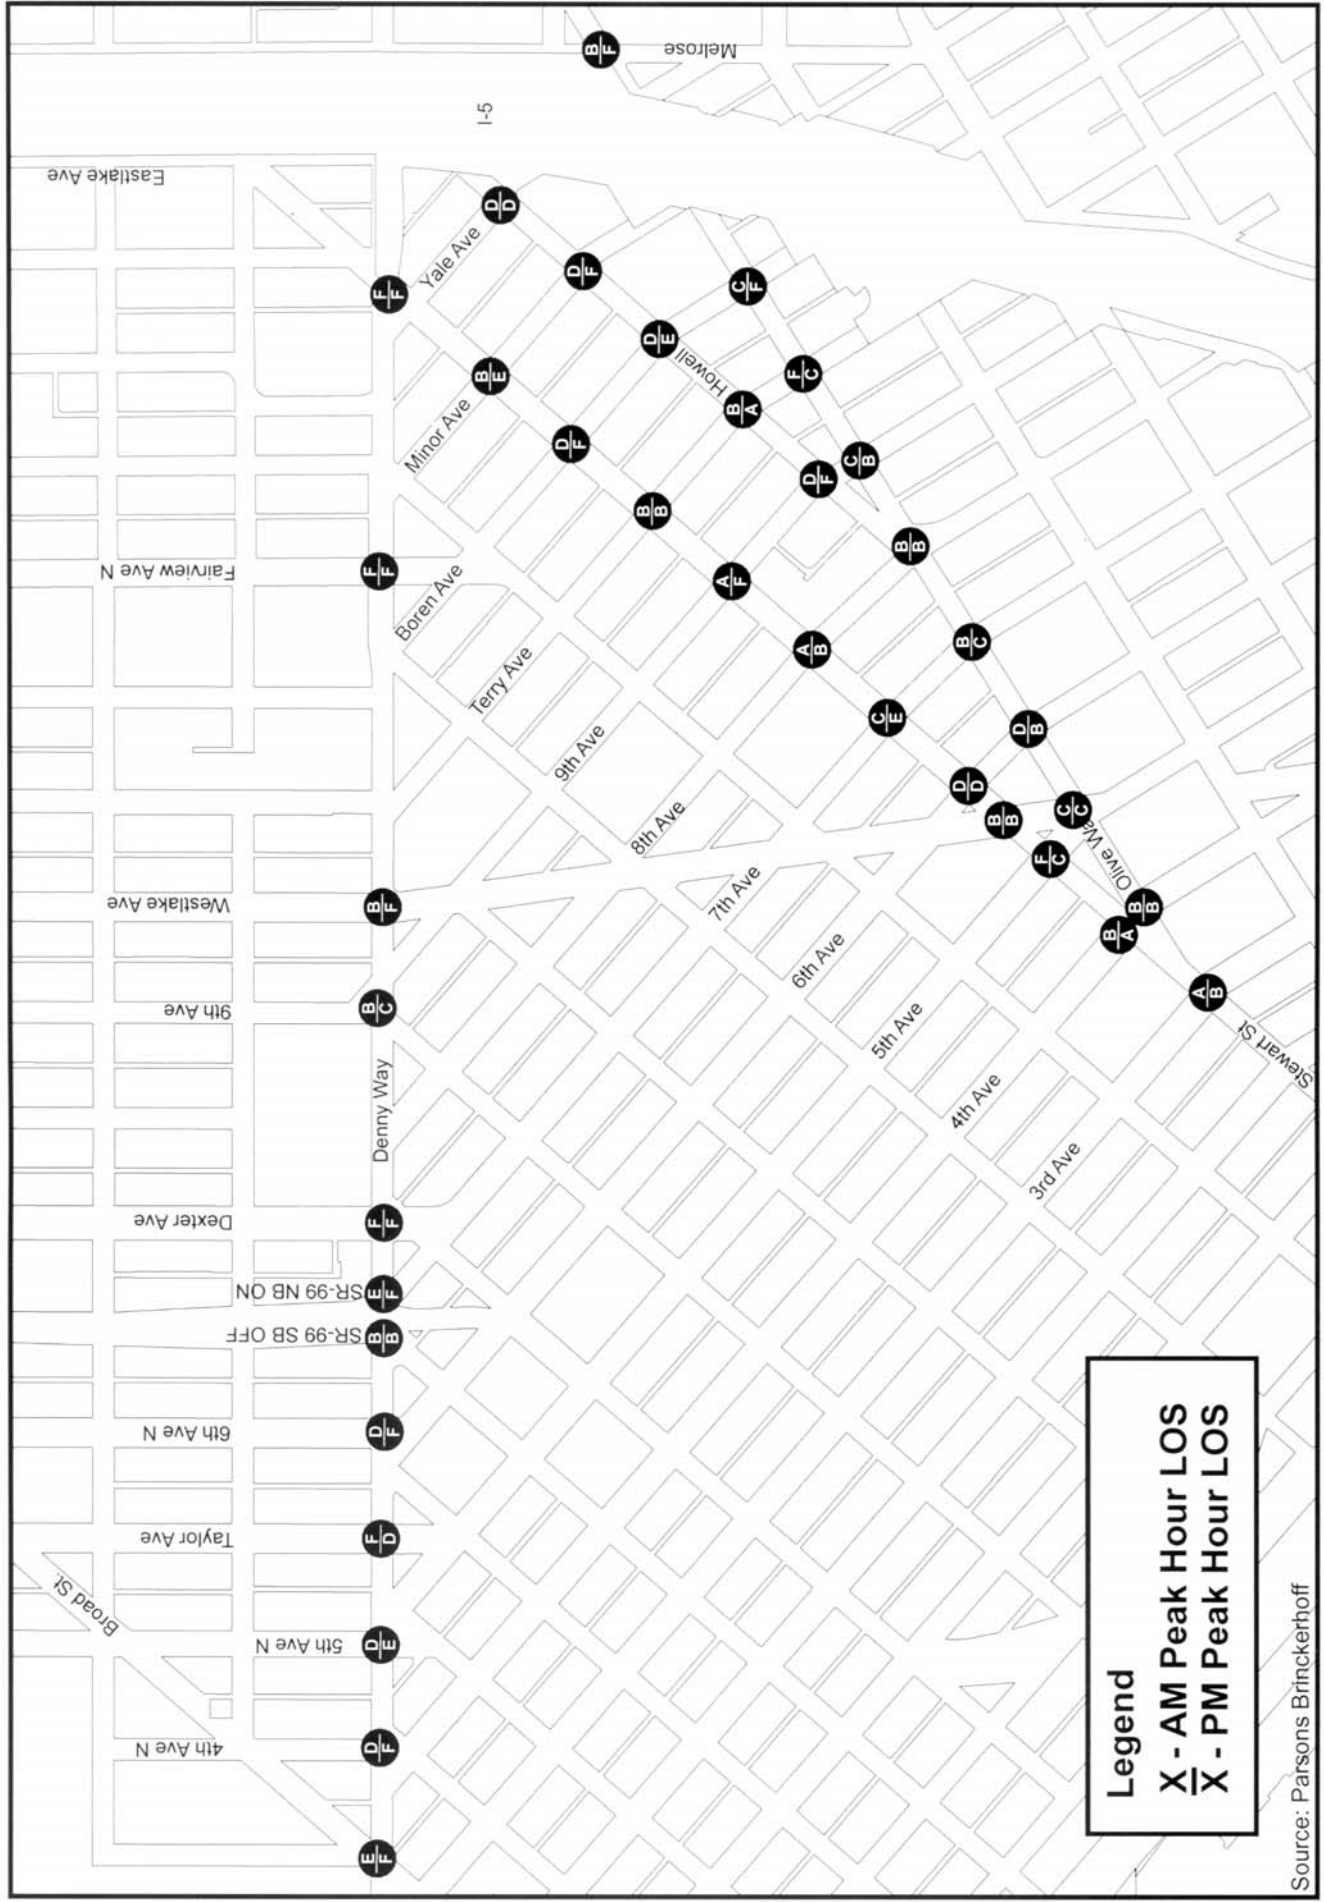 Broad St.
4th Ave N
5th Ave N
Taylor Ave
6th Ave N
SR-99 SB OFF
SR-99 NB ON
Dexter Ave
9th Ave
Westlake Ave
Fairview Ave N
Eastlake Ave
E
F
D
F
D
E
F
D
D
F
B
B
E
F
F
F
Denny Way
B
C
B
F
F
F
F
F
I-5
B
F
Melrose
Yale Ave
Minor Ave
Boren Ave
Terry Ave
9th Ave
8th Ave
7th Ave
6th Ave
5th Ave
4th Ave
3rd Ave
D
D
D
F
D
E
Howell
B
A
D
F
B
E
D
F
B
B
A
F
A
B
C
E
D
D
B
B
F
C
B
A
A
B
Stewart St
C
F
F
C
C
B
B
B
B
C
D
B
C
C
Olive Wa
B
B
Legend
X - AM Peak Hour LOS
X - PM Peak Hour LOS
Source: Parsons Brinckerhoff